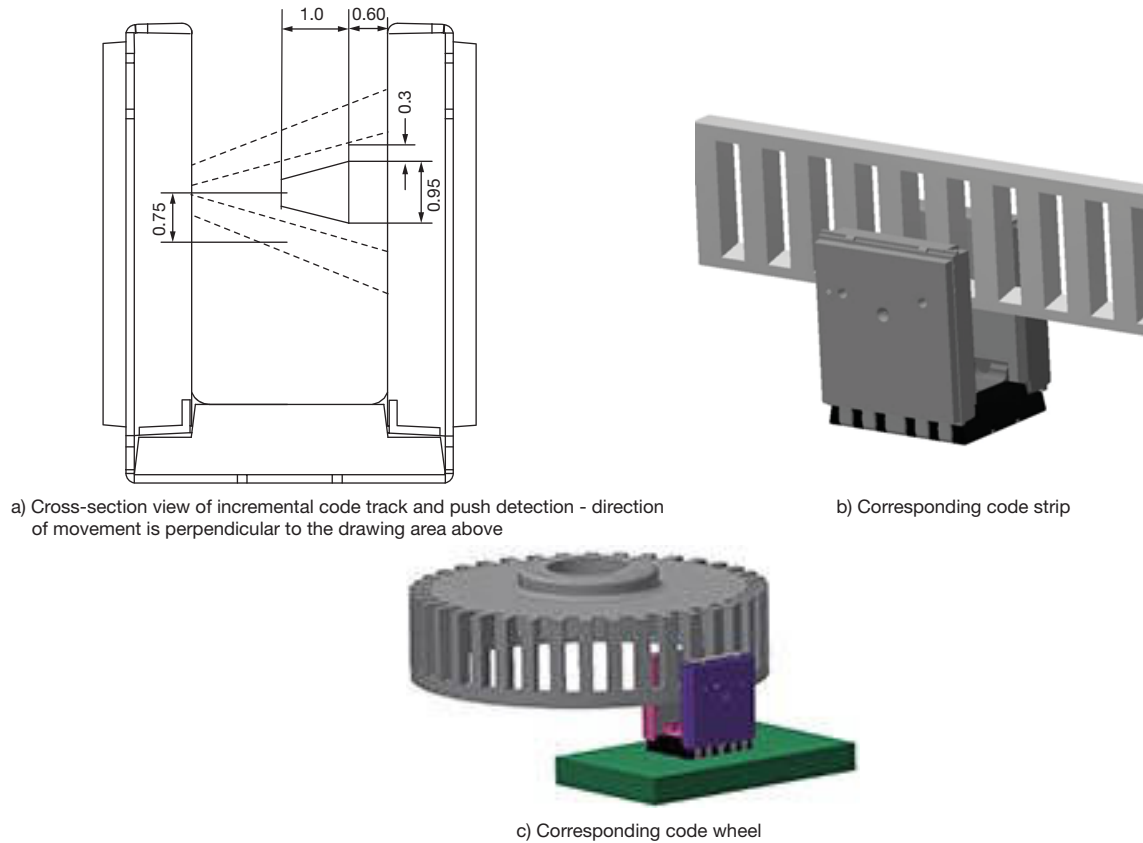 1.0
0.60
0.3
0.75
0.95
a) Cross-section view of incremental code track and push detection - direction
of movement is perpendicular to the drawing area above
b) Corresponding code strip
c) Corresponding code wheel